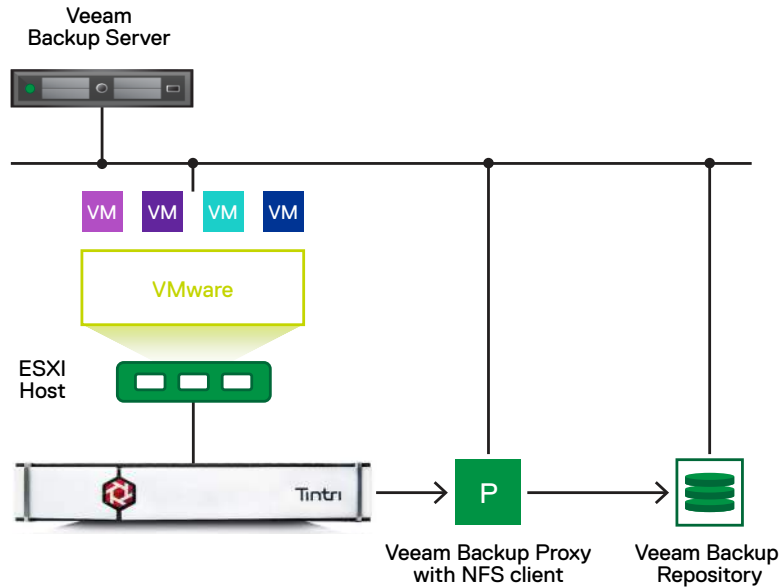 Veeam
Backup Server
VM VM VM VM
VMware
ESXI
Host
Tintri
P
Veeam Backup Proxy
with NFS client
Veeam Backup
Repository